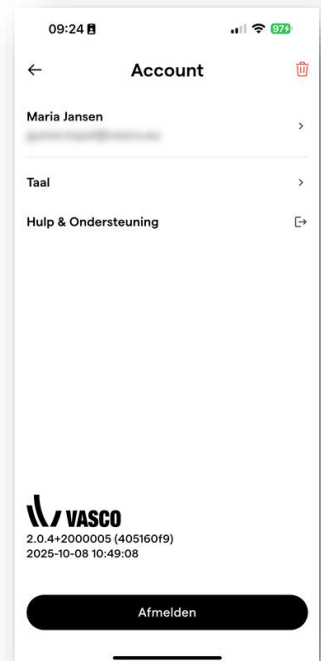 09:24
97
Account
Maria Jansen
Taal
Hulp & Ondersteuning
VASCO
2.0.4+2000005 (405160f9)
2025-10-08 10:49:08
Afmelden